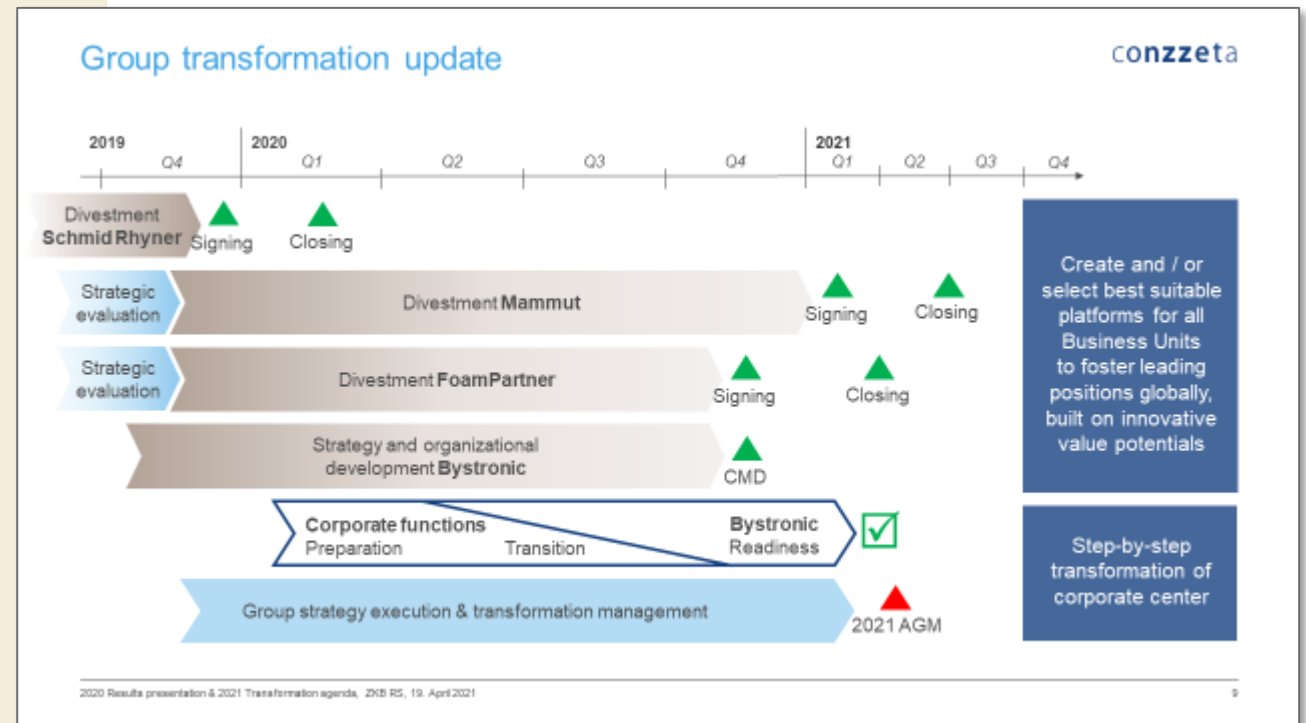 Group transformation update
conzzeta
2019
2020
2021
Q4
Q1
Q2
Q3
Q4
Q1
Q2
Q3
Q4
Divestment
Schmid Rhyner
Signing
Closing
Strategic
evaluation
Divestment Mammut
Signing
Closing
Strategic
evaluation
Divestment FoamPartner
Signing
Closing
Strategy and organizational
development Bystronic
CMD
Corporate functions
Preparation
Transition
Bystronic
Readiness
Group strategy execution & transformation management
2021 AGM
Create and / or
select best suitable
platforms for all
Business Units
to foster leading
positions globally,
built on innovative
value potentials
Step-by-step
transformation of
corporate center
2020 Results presentation & 2021 Transformation agenda, ZKB RS, 19. April 2021
9